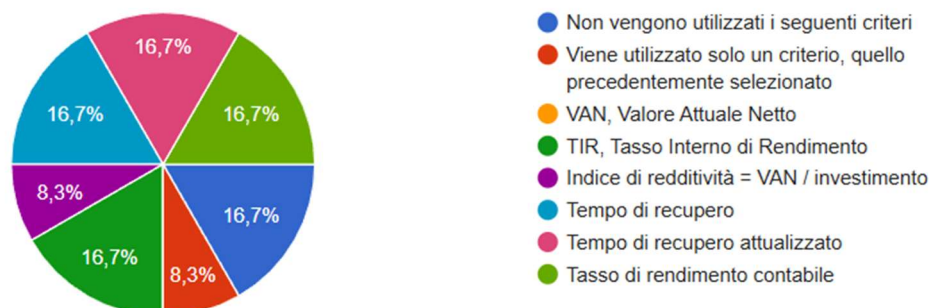 16,7%
16,7%
16,7%
8,3%
16,7%
16,7%
8,3%
Non vengono utilizzati i seguenti criteri
Viene utilizzato solo un criterio, quello
precedentemente selezionato
VAN, Valore Attuale Netto
TIR, Tasso Interno di Rendimento
Indice di redditività = VAN / investimento
Tempo di recupero
Tempo di recupero attualizzato
Tasso di rendimento contabile